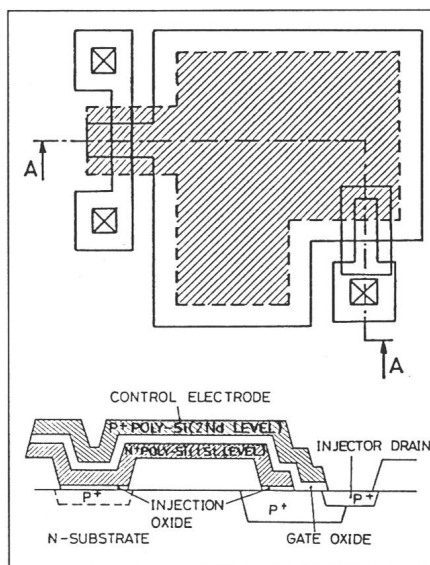 A
A
CONTROL ELECTRODE
P+ POLY-Si(2Nd LEVEL)
N+POLY-Si(1St LEVEL)
INJECTOR DRAIN
P+
INJECTION
OXIDE
P+
P+
N-SUBSTRATE
GATE OXIDE